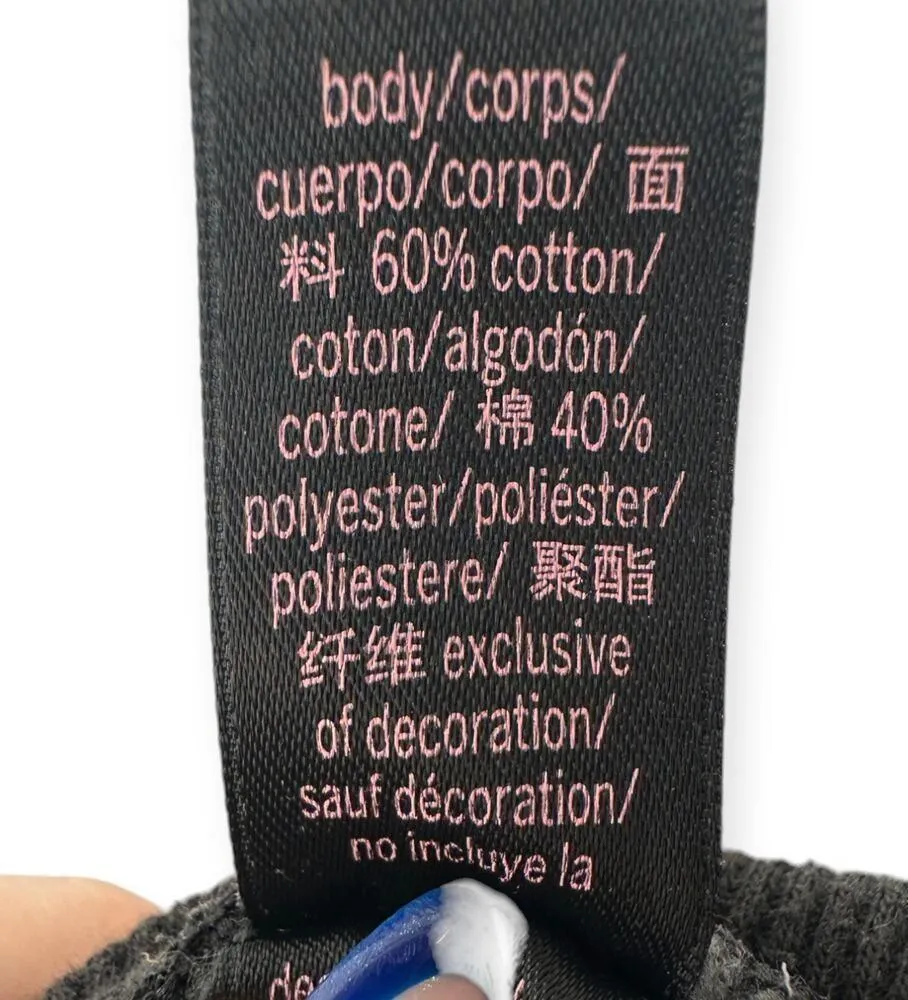 body/corps/
cuerpo/corpo/ 面
料 60% cotton/
coton/algodón/
cotone/ 棉 40%
polyester/poliéster/
poliestere/ 聚酯
纤维 exclusive
of decoration/
sauf décoration/
no incluye la